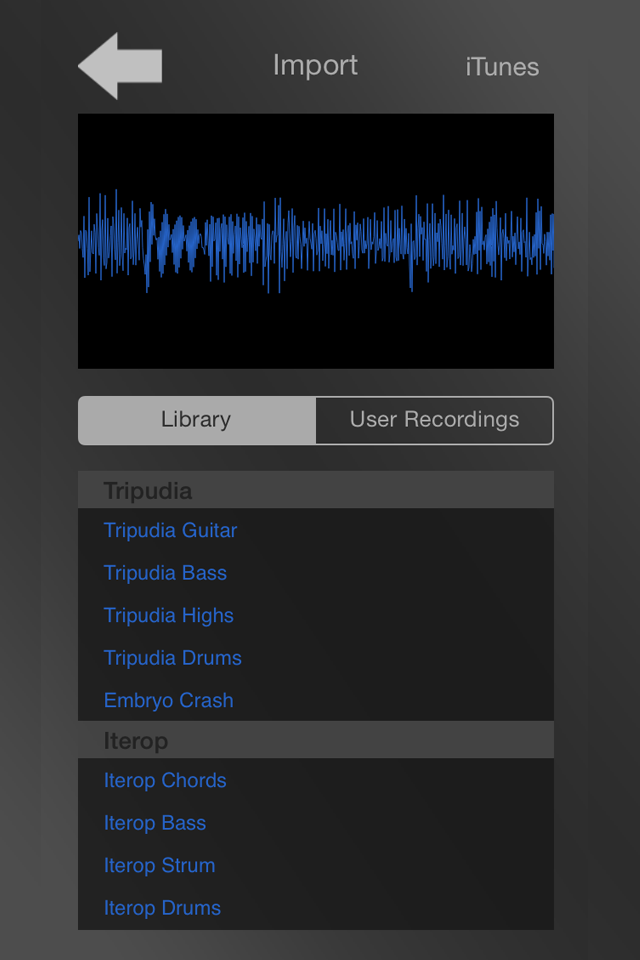 Import
iTunes
Library
User Recordings
Tripudia
Tripudia Guitar
Tripudia Bass
Tripudia Highs
Tripudia Drums
Embryo Crash
Iterop
Iterop Chords
Iterop Bass
Iterop Strum
Iterop Drums